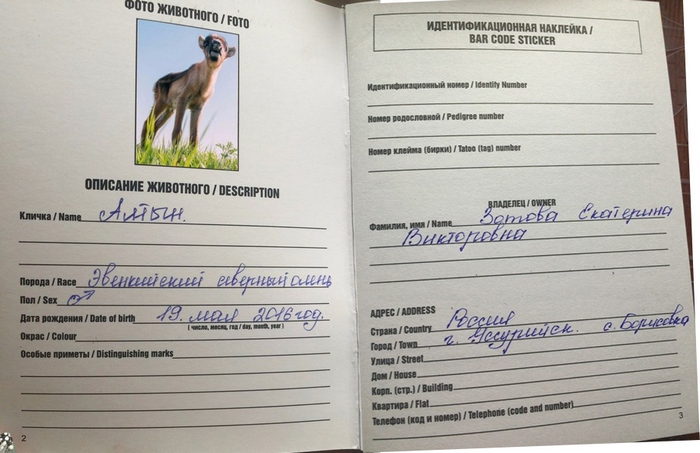 ФОТО ЖИВОТНОГО / FOTO
ОПИСАНИЕ ЖИВОТНОГО / DESCRIPTION
Кличка / Name Алтын.
Порода / Race Эвенкийский северный олень
Пол / Sex ♂
Дата рождения / Date of birth 19. мая 2016 год.
( число, месяц, год / day, month, year )
Окрас / Colour
Особые приметы / Distinguishing marks
2
ИДЕНТИФИКАЦИОННАЯ НАКЛЕЙКА /
BAR CODE STICKER
Идентификационный номер / Identify Number
Номер родословной / Pedigree number
Номер клейма (бирки) / Tatoo (tag) number
ВЛАДЕЛЕЦ / OWNER
Фамилия, имя / Name Зотова Екатерина
Викторовна
АДРЕС / ADDRESS
Страна / Country Россия
Город / Town г. Уссурийск. с. Борисовка
Улица / Street
Дом / House
Корп. (стр.) / Building
Квартира / Flat
Телефон (код и номер) / Telephone (code and number)
3